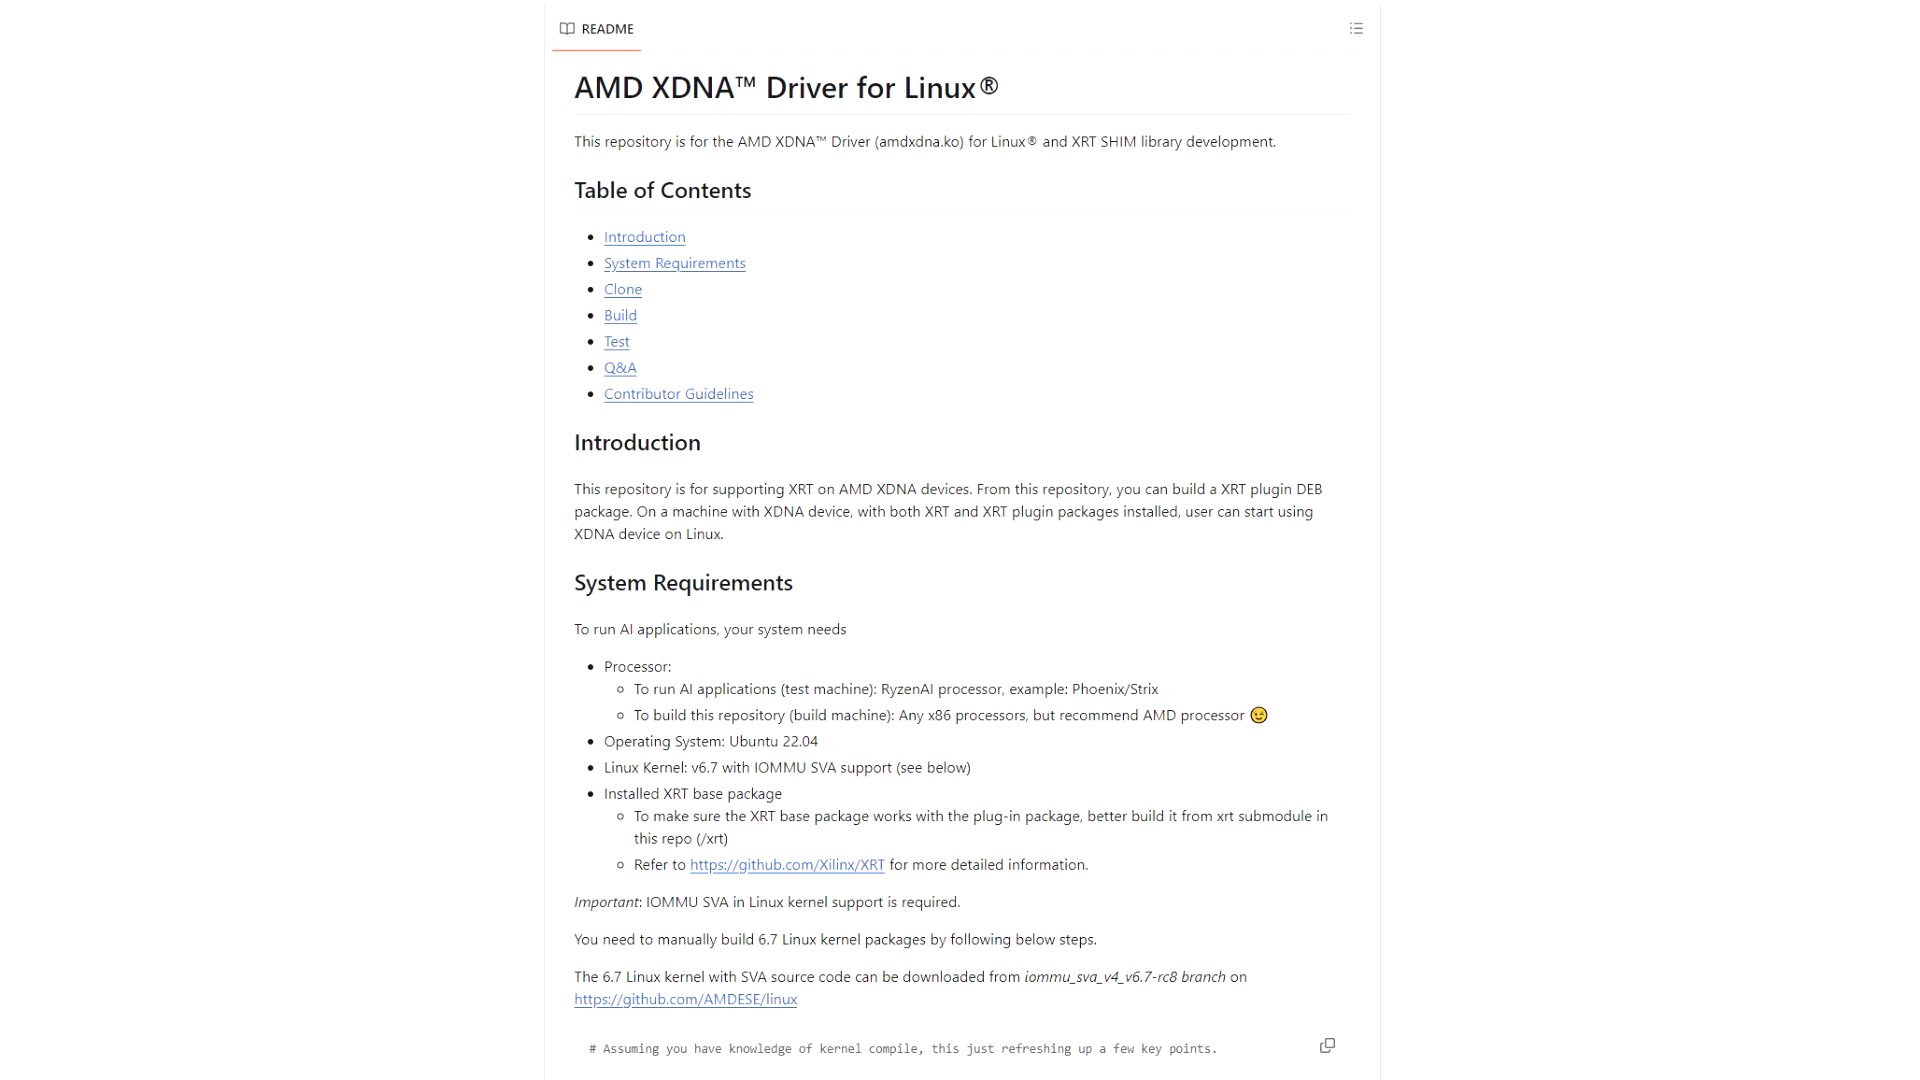 README
AMD XDNA™ Driver for Linux®
This repository is for the AMD XDNA™ Driver (amdxdna.ko) for Linux® and XRT SHIM library development.
Table of Contents
Introduction
System Requirements
Clone
Build
Test
Q&A
Contributor Guidelines
Introduction
This repository is for supporting XRT on AMD XDNA devices. From this repository, you can build a XRT plugin DEB
package. On a machine with XDNA device, with both XRT and XRT plugin packages installed, user can start using
XDNA device on Linux.
System Requirements
To run AI applications, your system needs
Processor:
To run AI applications (test machine): RyzenAI processor, example: Phoenix/Strix
To build this repository (build machine): Any x86 processors, but recommend AMD processor 😉
Operating System: Ubuntu 22.04
Linux Kernel: v6.7 with IOMMU SVA support (see below)
Installed XRT base package
To make sure the XRT base package works with the plug-in package, better build it from xrt submodule in
this repo (/xrt)
Refer to https://github.com/Xilinx/XRT for more detailed information.
Important: IOMMU SVA in Linux kernel support is required.
You need to manually build 6.7 Linux kernel packages by following below steps.
The 6.7 Linux kernel with SVA source code can be downloaded from iommu_sva_v4_v6.7-rc8 branch on
https://github.com/AMDESE/linux
# Assuming you have knowledge of kernel compile, this just refreshing up a few key points.